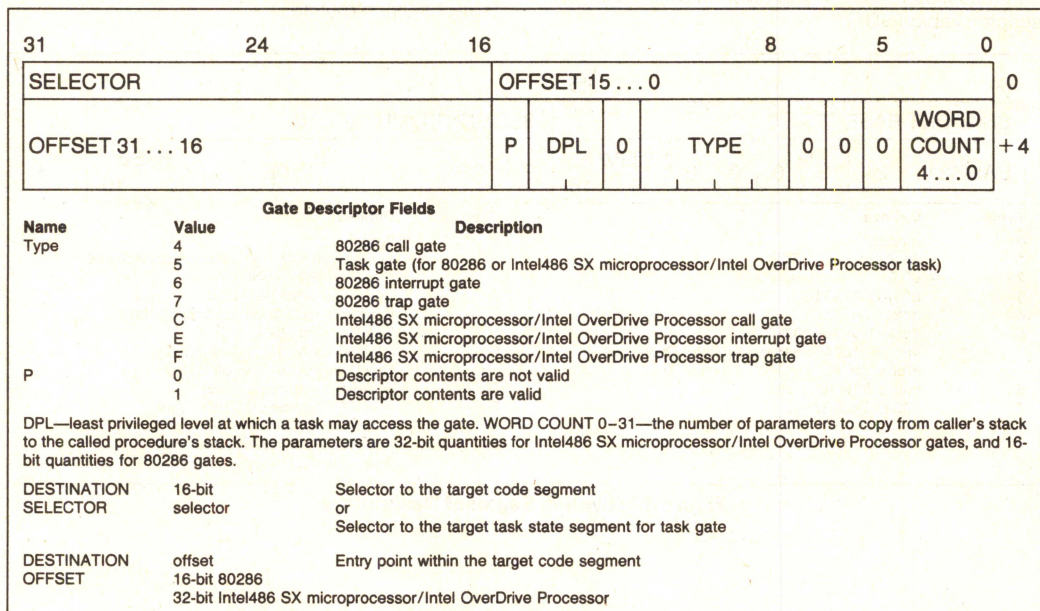 31 24 16 8 5 0
SELECTOR OFFSET 15 . . . 0 0
OFFSET 31 . . . 16 P DPL 0 TYPE 0 0 0 WORD COUNT 4 . . . 0 +4
Gate Descriptor Fields
Name Value Description
Type 4 80286 call gate
5 Task gate (for 80286 or Intel486 SX microprocessor/Intel OverDrive Processor task)
6 80286 interrupt gate
7 80286 trap gate
C Intel486 SX microprocessor/Intel OverDrive Processor call gate
E Intel486 SX microprocessor/Intel OverDrive Processor interrupt gate
F Intel486 SX microprocessor/Intel OverDrive Processor trap gate
P 0 Descriptor contents are not valid
1 Descriptor contents are valid
DPL—least privileged level at which a task may access the gate. WORD COUNT 0–31—the number of parameters to copy from caller's stack
to the called procedure's stack. The parameters are 32-bit quantities for Intel486 SX microprocessor/Intel OverDrive Processor gates, and 16-
bit quantities for 80286 gates.
DESTINATION 16-bit Selector to the target code segment
SELECTOR selector or
Selector to the target task state segment for task gate
DESTINATION offset Entry point within the target code segment
OFFSET 16-bit 80286
32-bit Intel486 SX microprocessor/Intel OverDrive Processor